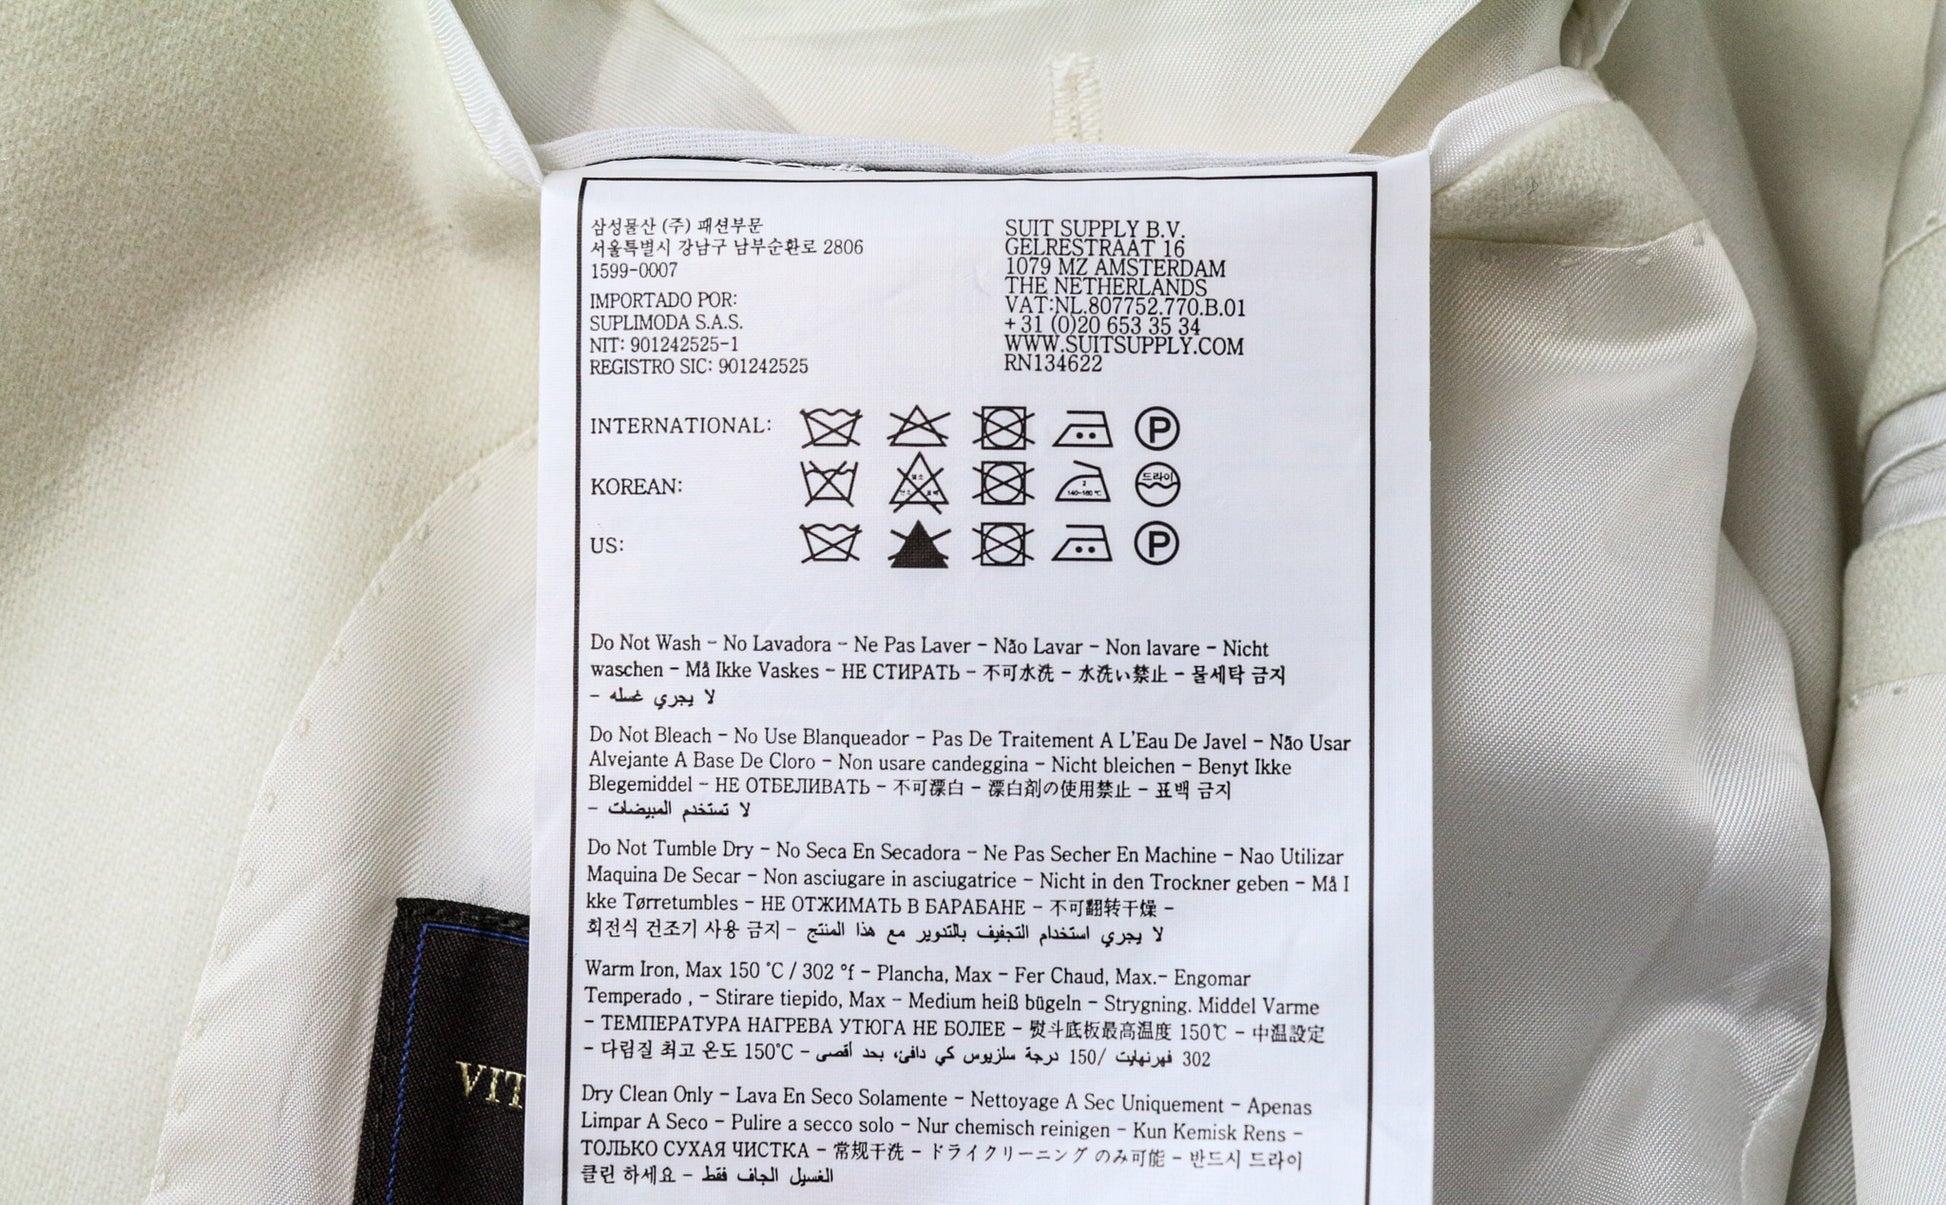 삼성물산 (주) 패션부문
서울특별시 강남구 남부순환로 2806
1599-0007
IMPORTADO POR:
SUPLIMODA S.A.S.
NIT: 901242525-1
REGISTRO SIC: 901242525
SUIT SUPPLY B.V.
GELRESTRAAT 16
1079 MZ AMSTERDAM
THE NETHERLANDS
VAT:NL.807752.770.B.01
+31 (0)20 653 35 34
WWW.SUITSUPPLY.COM
RN134622
INTERNATIONAL:
P
KOREAN:
2
140~160 ℃
드라이
US:
P
Do Not Wash - No Lavadora - Ne Pas Laver - Não Lavar - Non lavare - Nicht
waschen - Må Ikke Vaskes - НЕ СТИРАТЬ - 不可水洗 - 水洗い禁止 - 물세탁 금지
- لا يجري غسله
Do Not Bleach - No Use Blanqueador - Pas De Traitement A L'Eau De Javel - Não Usar
Alvejante A Base De Cloro - Non usare candeggina - Nicht bleichen - Benyt Ikke
Blegemiddel - НЕ ОТБЕЛИВАТЬ - 不可漂白 - 漂白剤の使用禁止 - 표백 금지
- لا تستخدم المبيضات
Do Not Tumble Dry - No Seca En Secadora - Ne Pas Secher En Machine - Nao Utilizar
Maquina De Secar - Non asciugare in asciugatrice - Nicht in den Trockner geben - Må I
kke Tørretumbles - НЕ ОТЖИМАТЬ В БАРАБАНЕ - 不可翻转干燥 -
회전식 건조기 사용 금지 - لا يجري استخدام التجفيف بالتدوير مع هذا المنتج
Warm Iron, Max 150 °C / 302 °f - Plancha, Max - Fer Chaud, Max.- Engomar
Temperado , - Stirare tiepido, Max - Medium heiß bügeln - Strygning. Middel Varme
- ТЕМПЕРАТУРА НАГРЕВА УТЮГА НЕ БОЛЕЕ - 熨斗底板最高温度 150℃ - 中温設定
- 다림질 최고 온도 150℃ - كي دافئ، بحد أقصى 150 درجة سلزيوس/ 302 فهرنهايت
Dry Clean Only - Lava En Seco Solamente - Nettoyage A Sec Uniquement - Apenas
Limpar A Seco - Pulire a secco solo - Nur chemisch reinigen - Kun Kemisk Rens -
ТОЛЬКО СУХАЯ ЧИСТКА - 常规干洗 - ドライクリーニング のみ可能 - 반드시 드라이
클린 하세요 - الغسيل الجاف فقط
VIT